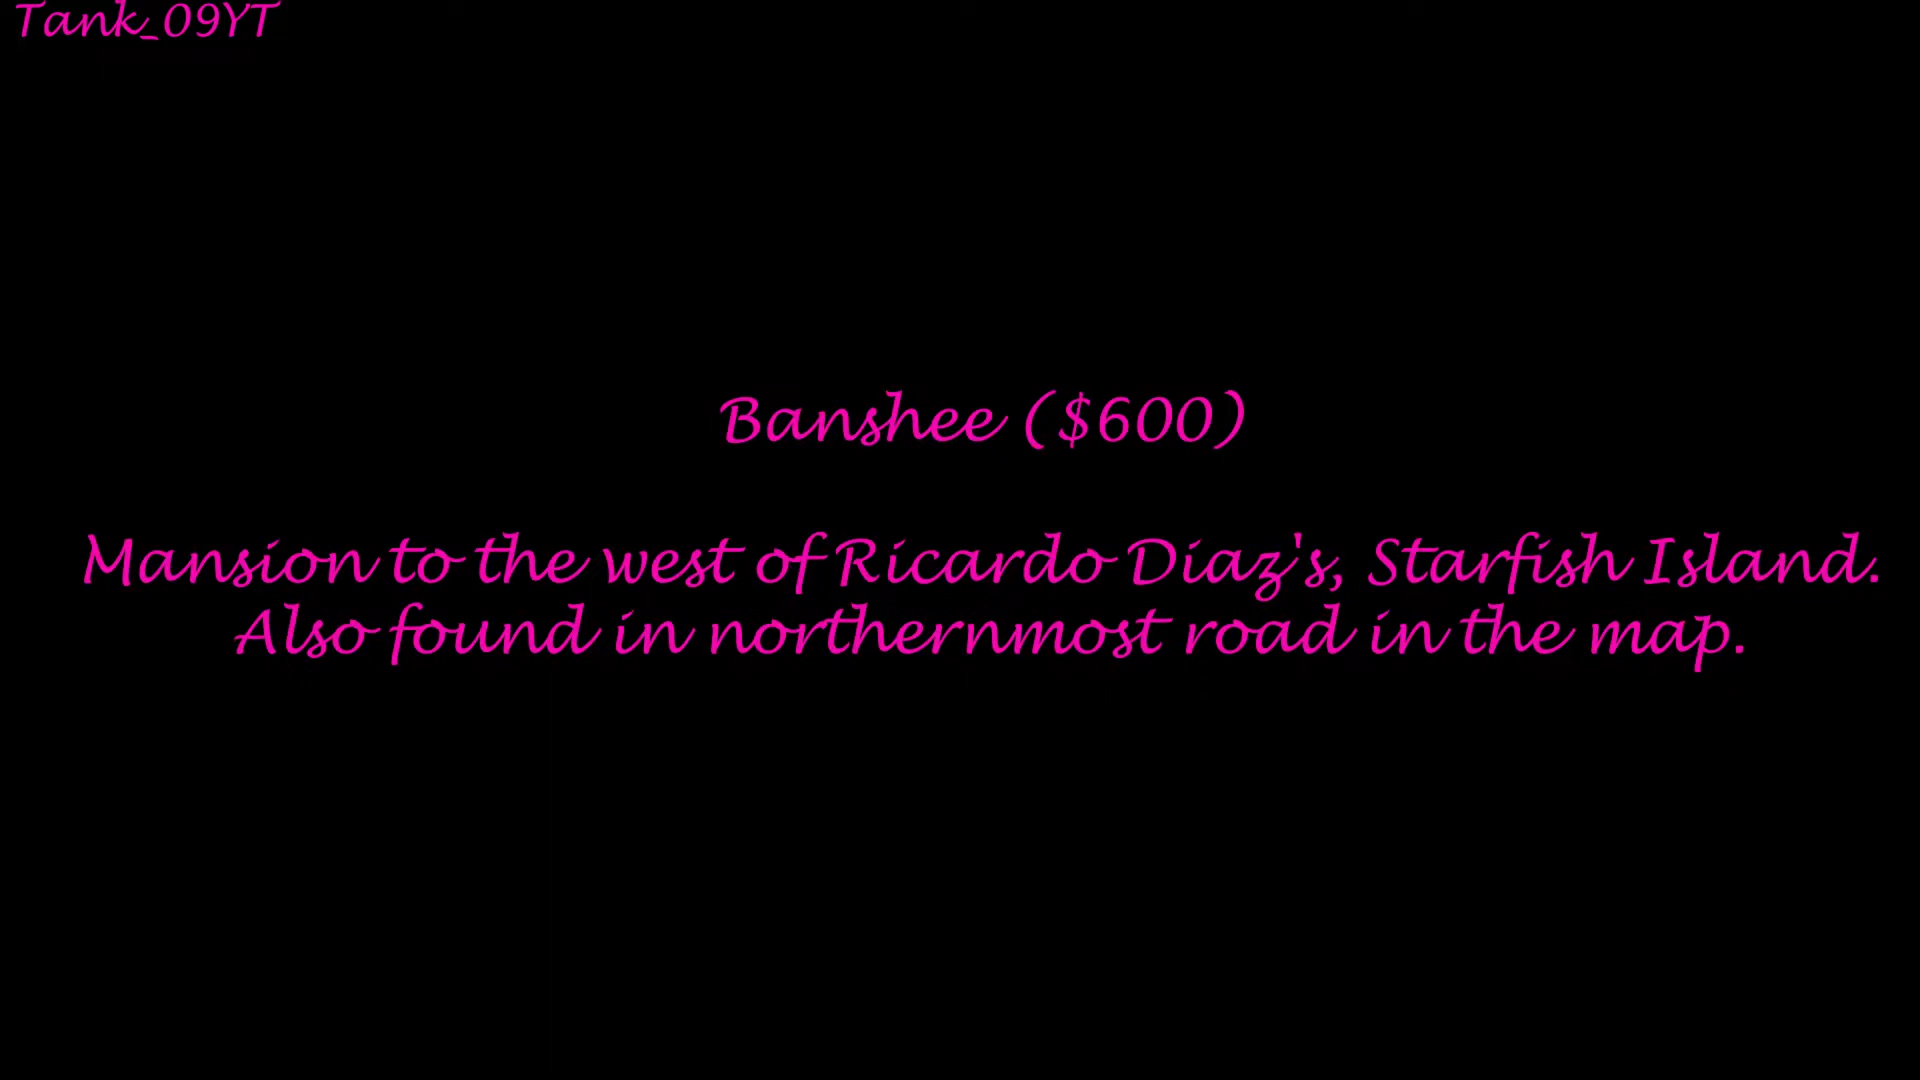 Tank_09YT
Banshee ($600)
Mansion to the west of Ricardo Diaz's, Starfish Island.
Also found in northernmost road in the map.